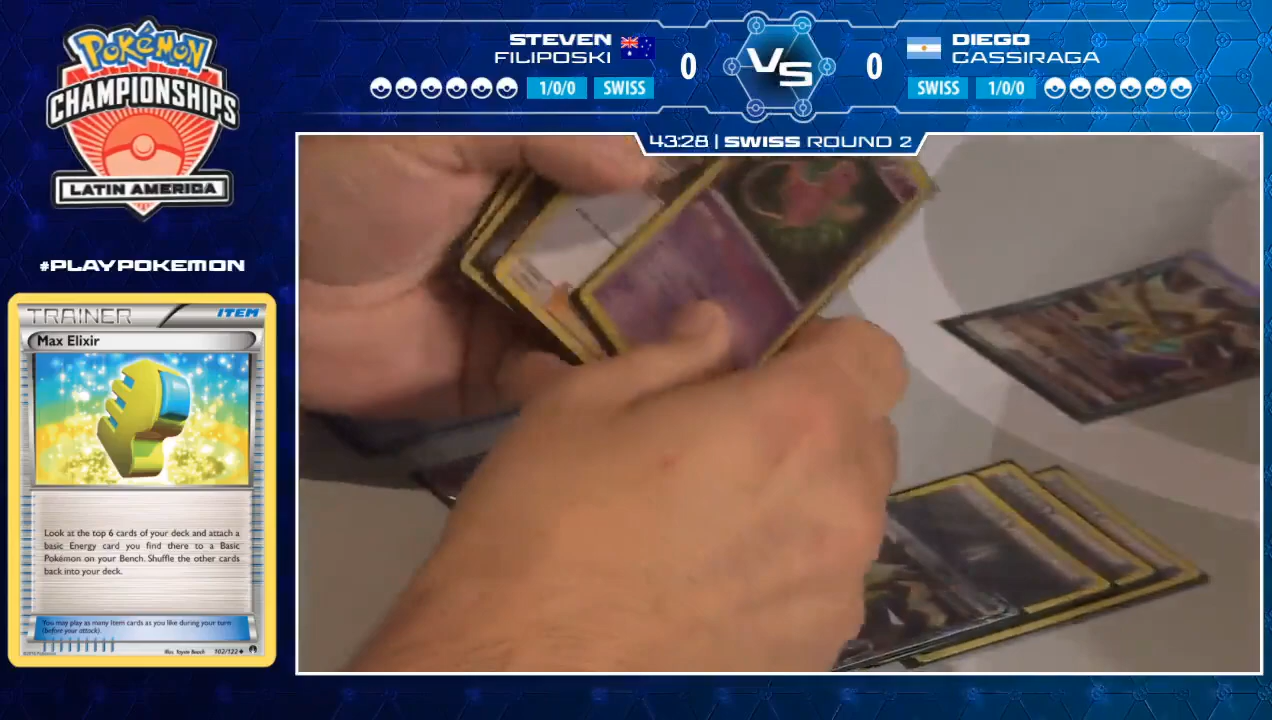 Pokémon
CHAMPIONSHIPS
LATIN AMERICA
#PLAYPOKEMON
STEVEN
FILIPOSKI
0
1/0/0
SWISS
VS
0
DIEGO
CASSIRAGA
SWISS
1/0/0
43:28 | SWISS ROUND 2
TRAINER
ITEM
Max Elixir
Look at the top 6 cards of your deck and attach a
basic Energy card you find there to a Basic
Pokémon on your Bench. Shuffle the other cards
back into your deck.
You may play as many Item cards as you like during your turn
(before your attack).
102/122